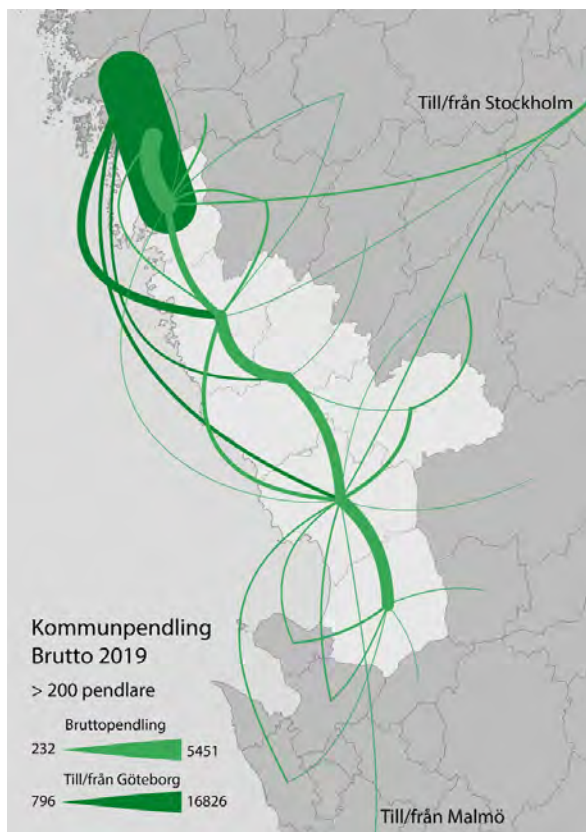 Till/från Stockholm
Kommunpendling
Brutto 2019
> 200 pendlare
Bruttopendling
232 5451
Till/från Göteborg
796 16826
Till/från Malmö